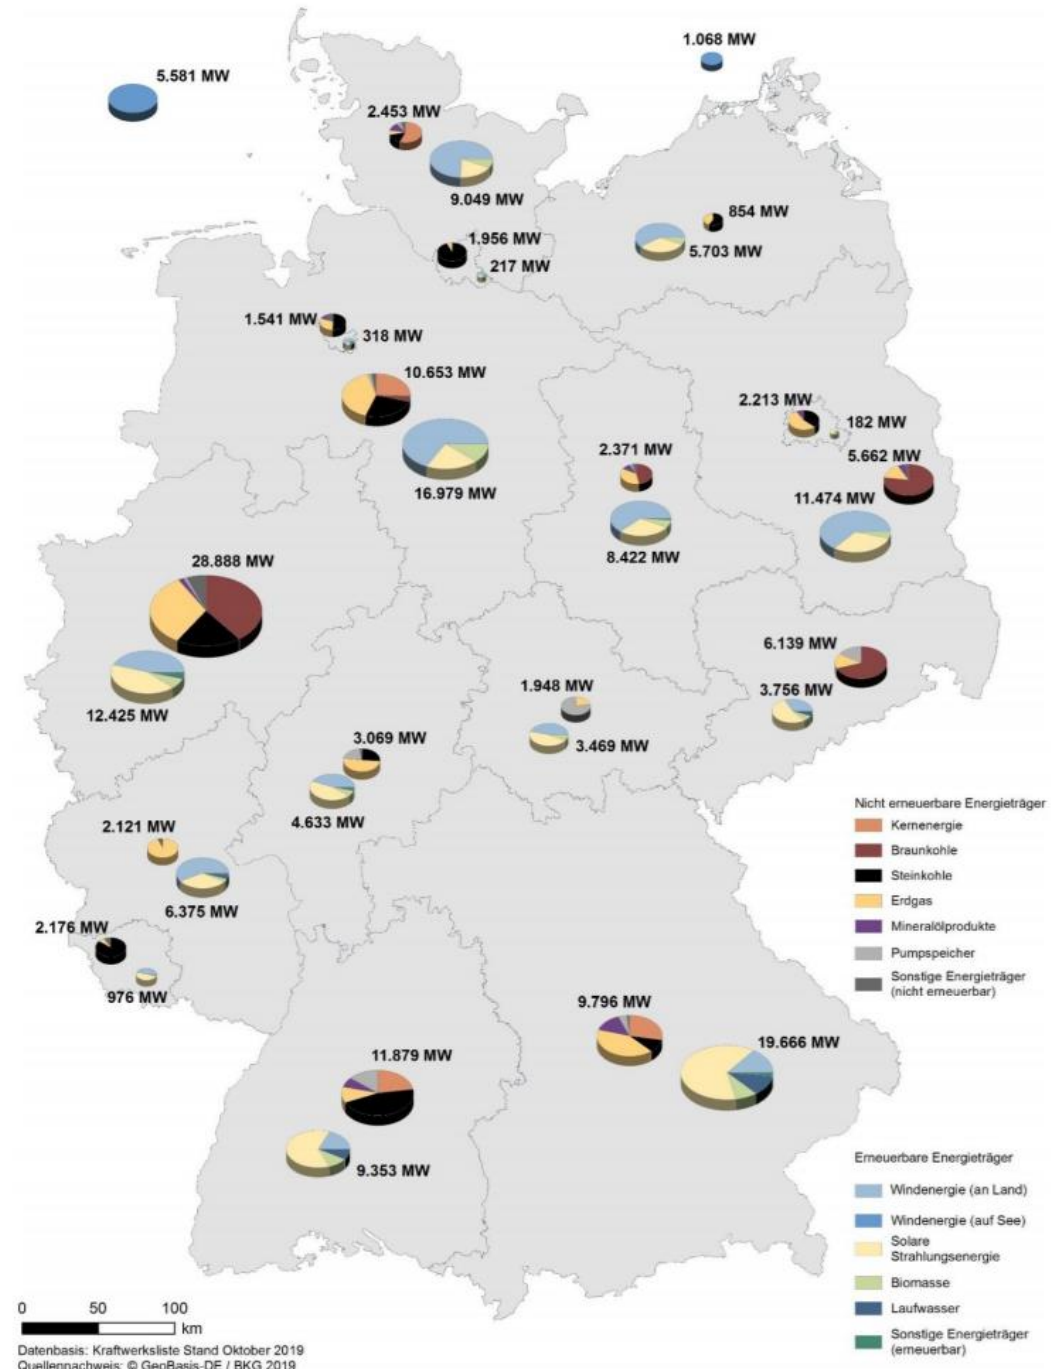 1.068 MW
5.581 MW
2.453 MW
9.049 MW
854 MW
5.703 MW
1.956 MW
217 MW
1.541 MW
318 MW
10.653 MW
16.979 MW
2.213 MW
182 MW
5.662 MW
2.371 MW
11.474 MW
8.422 MW
28.888 MW
12.425 MW
6.139 MW
3.756 MW
1.948 MW
3.469 MW
3.069 MW
4.633 MW
2.121 MW
6.375 MW
2.176 MW
976 MW
9.796 MW
19.666 MW
11.879 MW
9.353 MW
Nicht erneuerbare Energieträger
Kernenergie
Braunkohle
Steinkohle
Erdgas
Mineralölprodukte
Pumpspeicher
Sonstige Energieträger
(nicht erneuerbar)
Erneuerbare Energieträger
Windenergie (an Land)
Windenergie (auf See)
Solare
Strahlungsenergie
Biomasse
Laufwasser
Sonstige Energieträger
(erneuerbar)
0 50 100
km
Datenbasis: Kraftwerksliste Stand Oktober 2019
Quellennachweis: © GeoBasis-DE / BKG 2019